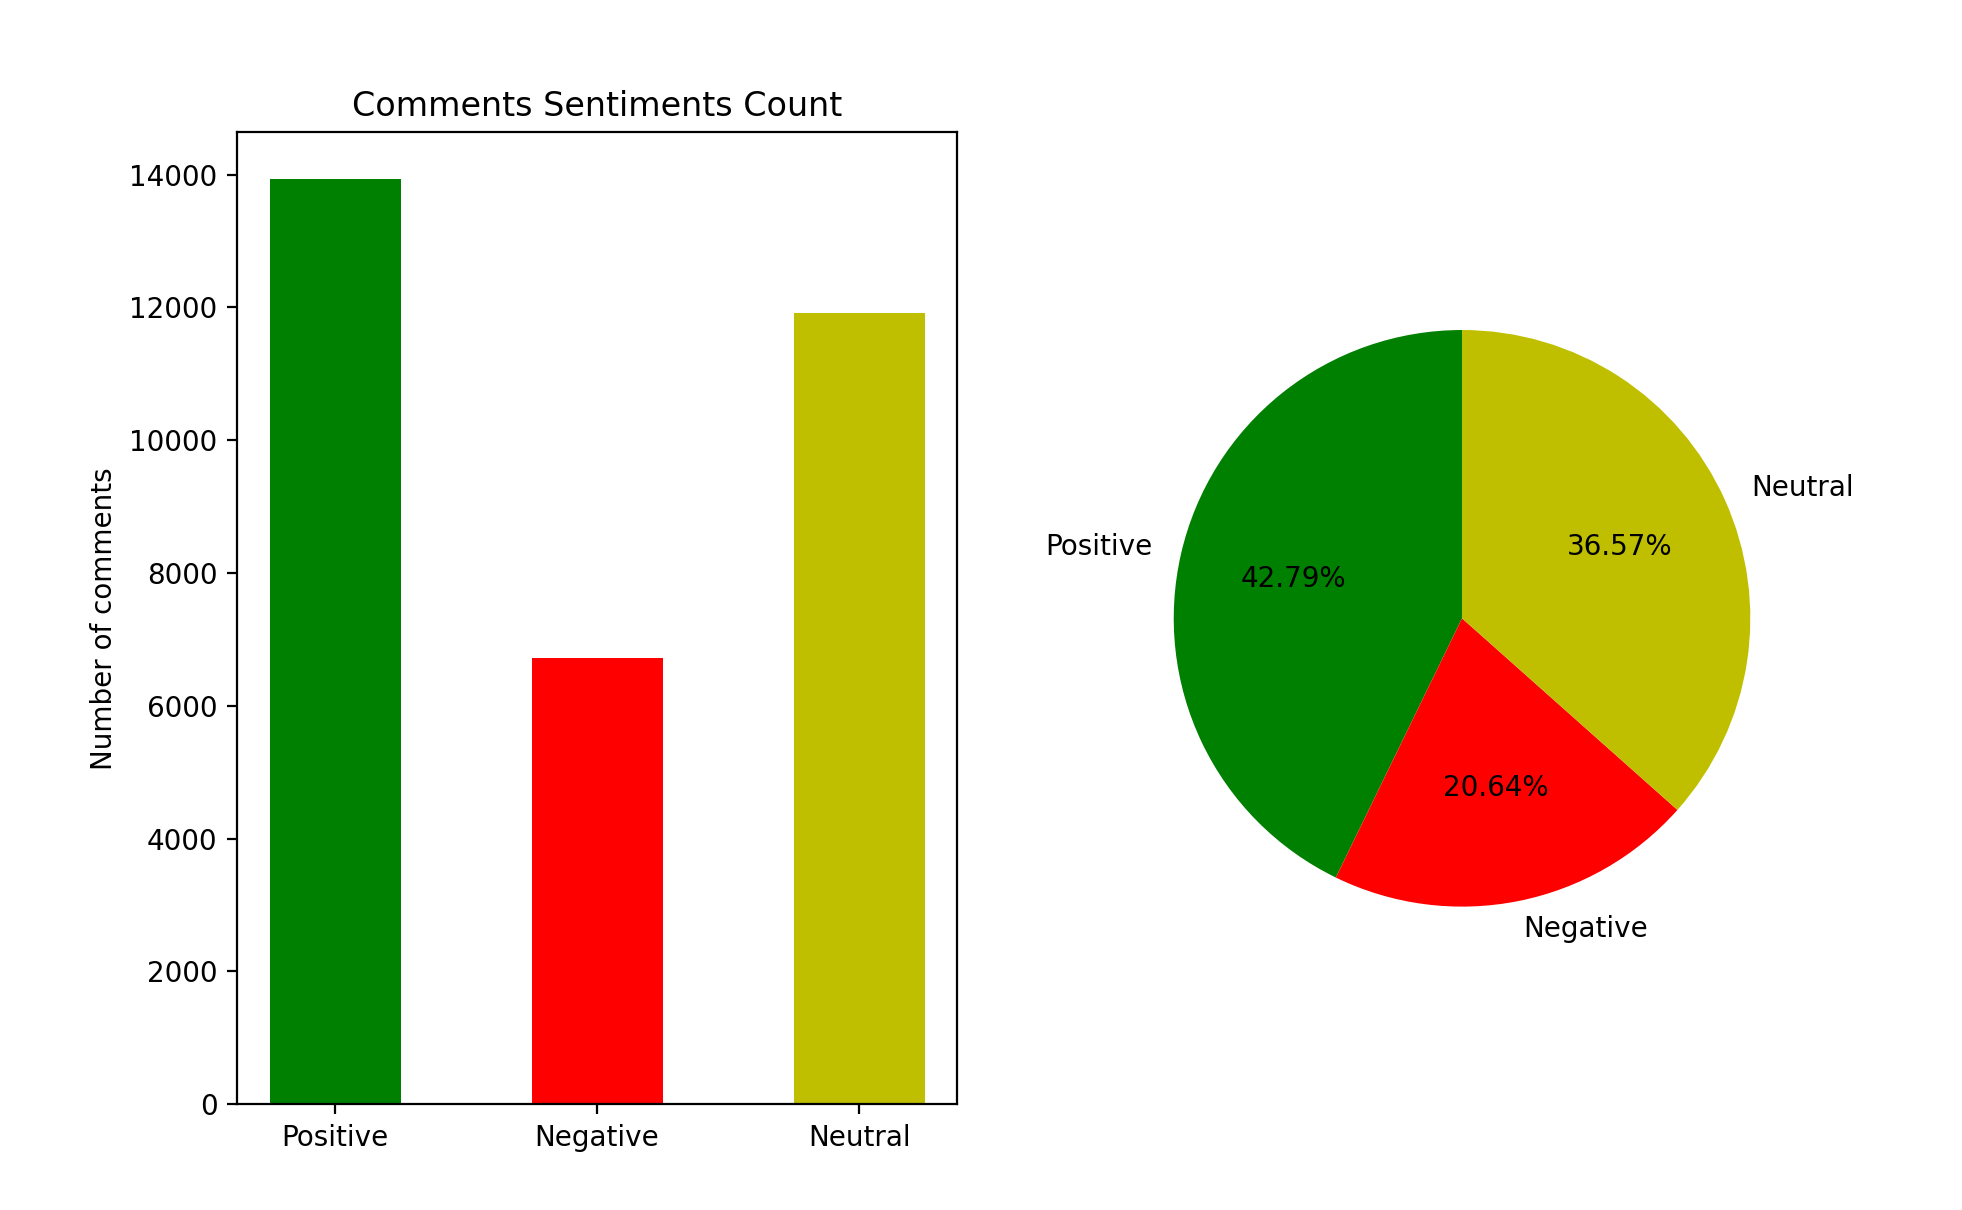 Comments Sentiments Count
Number of comments
14000
12000
10000
8000
6000
4000
2000
0
Positive
Negative
Neutral
Neutral
Positive
36.57%
42.79%
20.64%
Negative